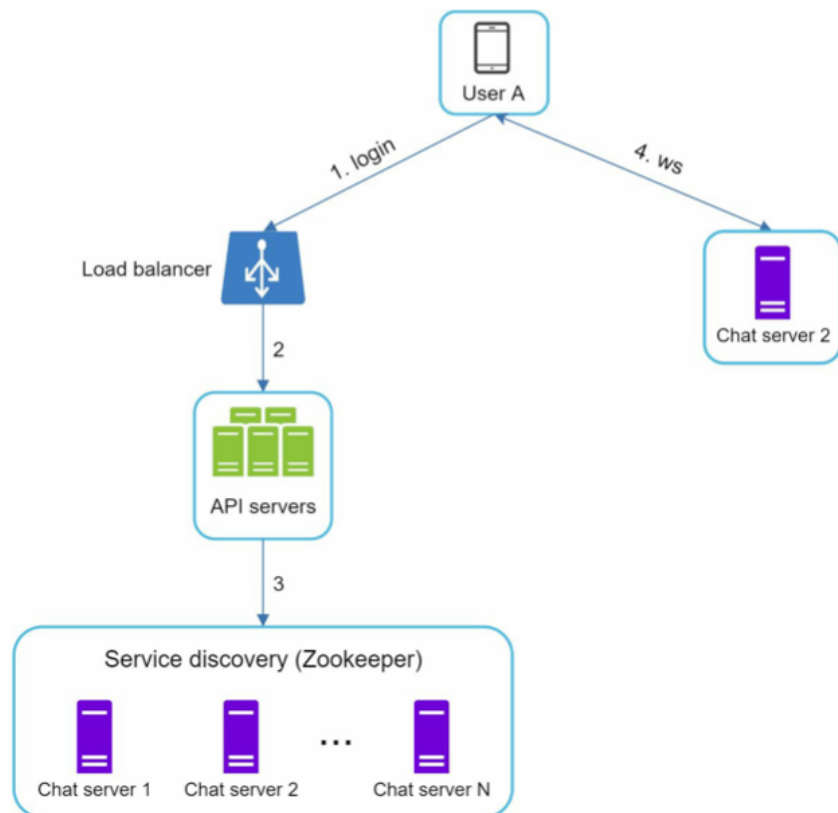 User A
1. login
4. ws
Load balancer
Chat server 2
2
API servers
3
Service discovery (Zookeeper)
...
Chat server 1
Chat server 2
Chat server N